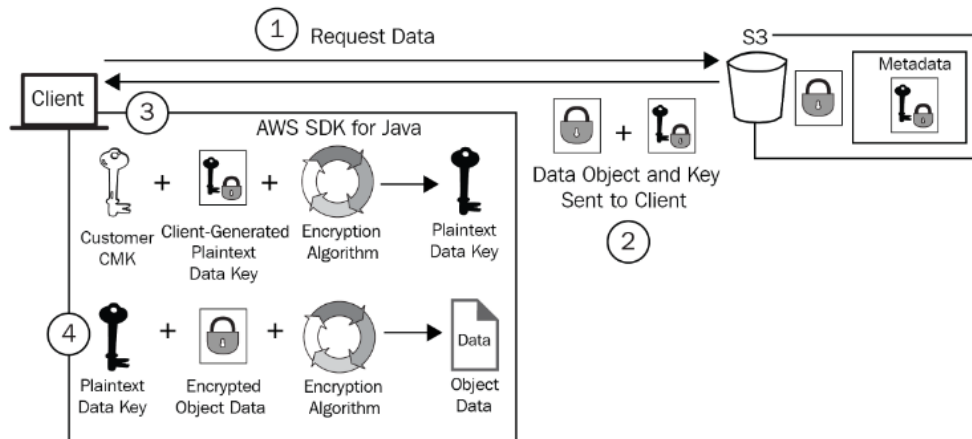 1
Request Data
S3
Metadata
Client
3
AWS SDK for Java
Customer
CMK
+
Client-Generated
Plaintext
Data Key
+
Encryption
Algorithm
Plaintext
Data Key
+
Data Object and Key
Sent to Client
2
4
Plaintext
Data Key
+
Encrypted
Object Data
+
Encryption
Algorithm
Data
Object
Data